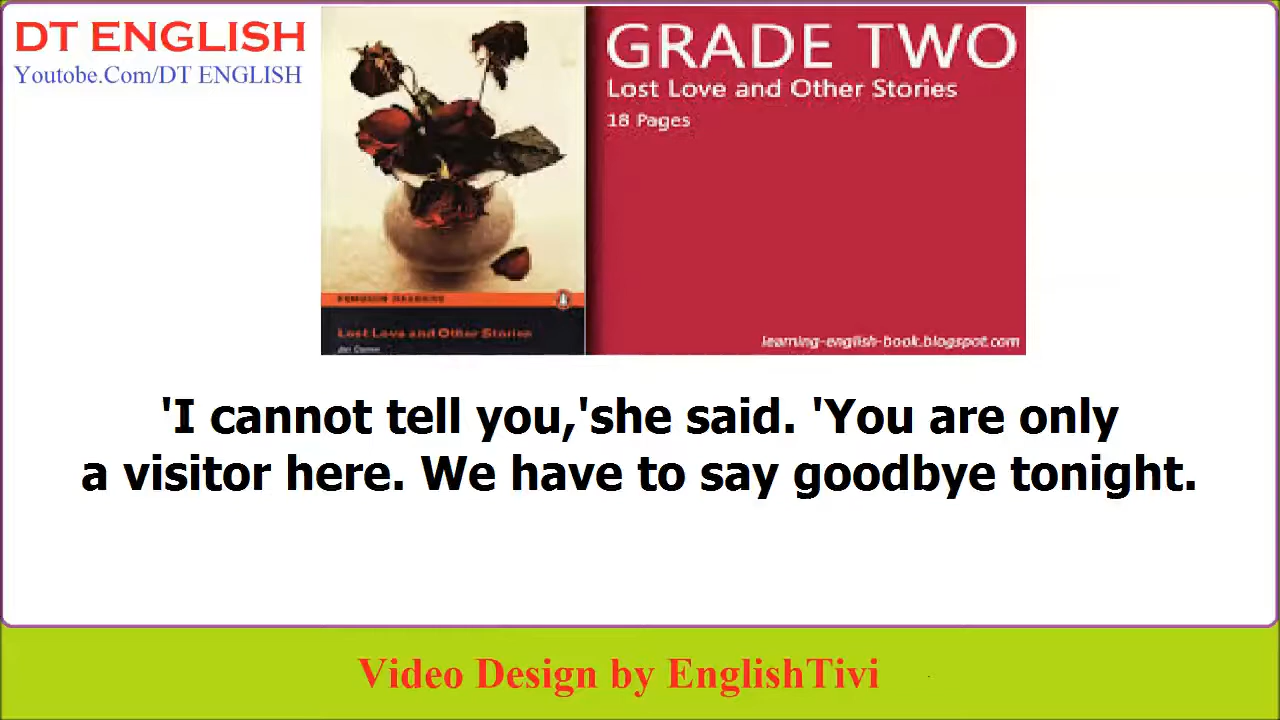 DT ENGLISH
Youtobe.Com/DT ENGLISH
GRADE TWO
Lost Love and Other Stories
18 Pages
PENGUIN READERS
Lost Love and Other Stories
learning-english-book.blogspot.com
'I cannot tell you,'she said. 'You are only
a visitor here. We have to say goodbye tonight.
Video Design by EnglishTivi